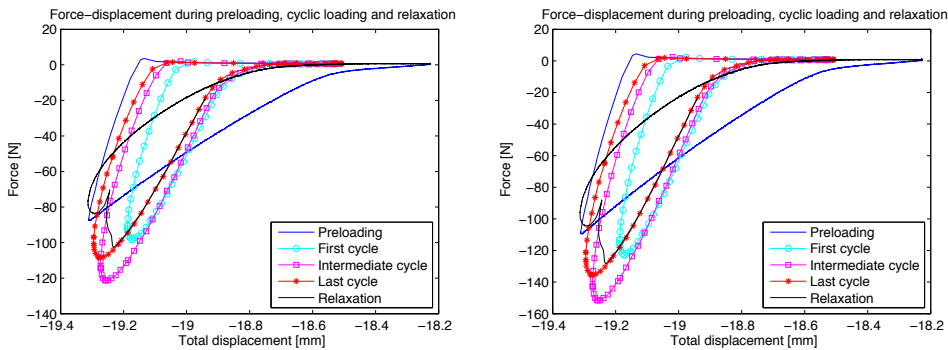 Force−displacement during preloading, cyclic loading and relaxation
20
0
−20
−40
−60
−80
−100
−120
−140
Force [N]
Preloading
First cycle
Intermediate cycle
Last cycle
Relaxation
−19.4 −19.2 −19 −18.8 −18.6 −18.4 −18.2
Total displacement [mm]
Force−displacement during preloading, cyclic loading and relaxation
20
0
−20
−40
−60
−80
−100
−120
−140
−160
Force [N]
Preloading
First cycle
Intermediate cycle
Last cycle
Relaxation
−19.4 −19.2 −19 −18.8 −18.6 −18.4 −18.2
Total displacement [mm]